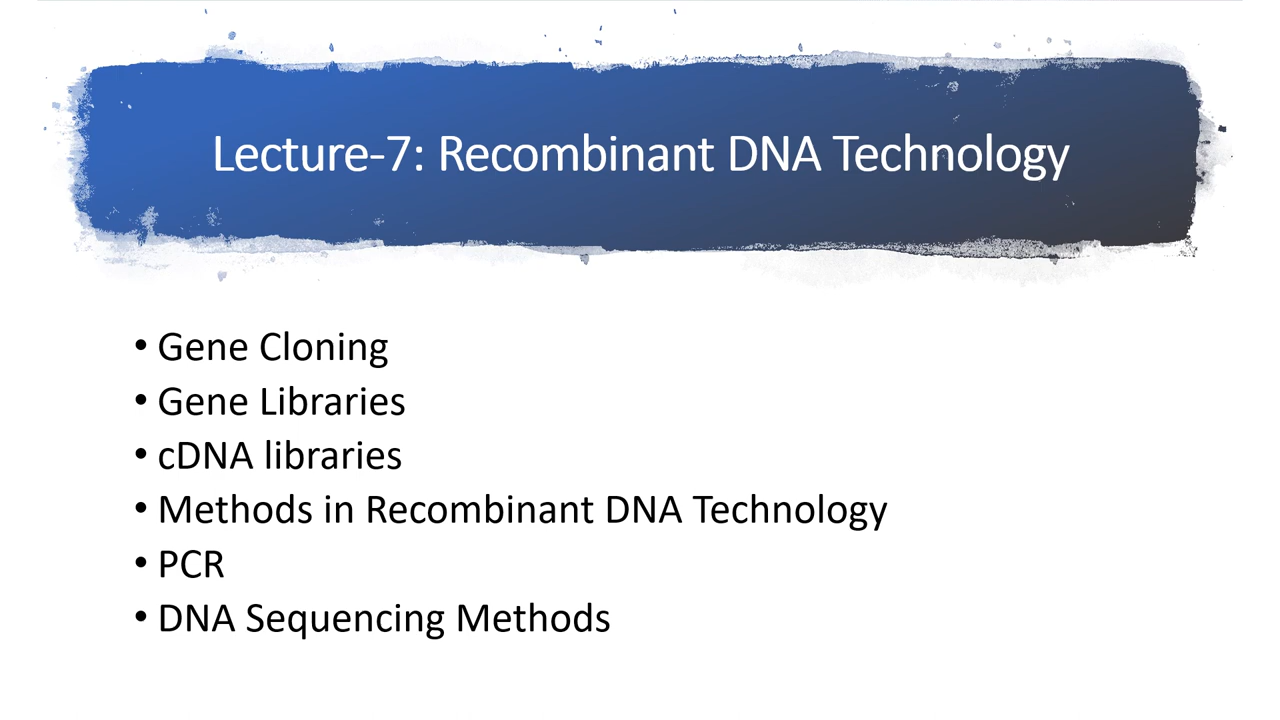 Lecture-7: Recombinant DNA Technology
• Gene Cloning
• Gene Libraries
• cDNA libraries
• Methods in Recombinant DNA Technology
• PCR
• DNA Sequencing Methods